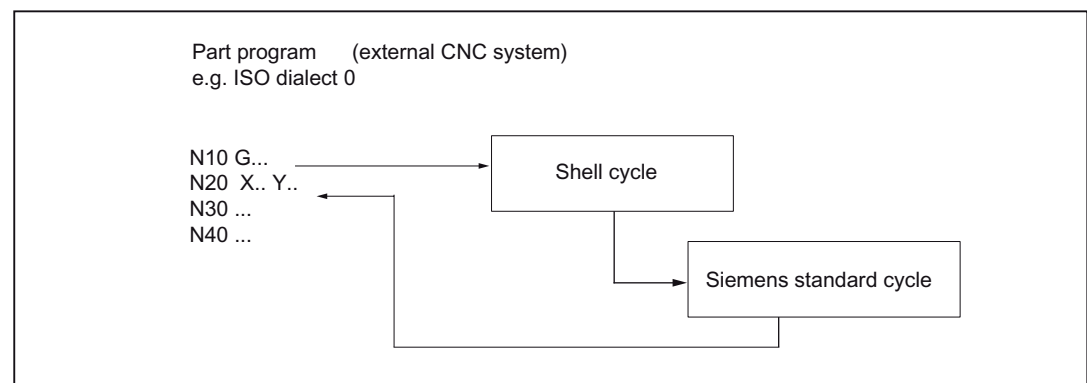 Part program (external CNC system)
e.g. ISO dialect 0
N10 G...
N20 X.. Y..
N30 ...
N40 ...
Shell cycle
Siemens standard cycle